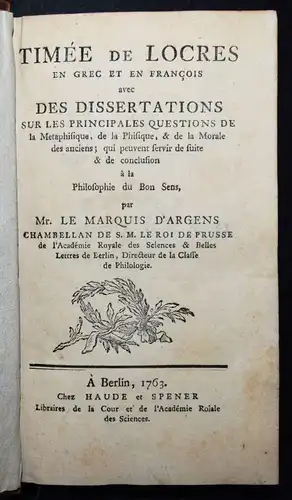 TIMÉE DE LOCRES
EN GREC ET EN FRANÇOIS
avec
DES DISSERTATIONS
SUR LES PRINCIPALES QUESTIONS DE
la Metaphisique, de la Phisique, & de la Morale
des anciens; qui peuvent servir de suite
& de conclusion
à la
Philosophie du Bon Sens,
par
Mr. LE MARQUIS D'ARGENS
CHAMBELLAN DE S. M. LE ROI DE PRUSSE
de l'Académie Royale des Sciences & Belles
Lettres de Berlin, Directeur de la Classe
de Philologie.
À Berlin, 1763.
Chez HAUDE et SPENER
Libraires de la Cour et de l'Académie Roïale
des Sciences.